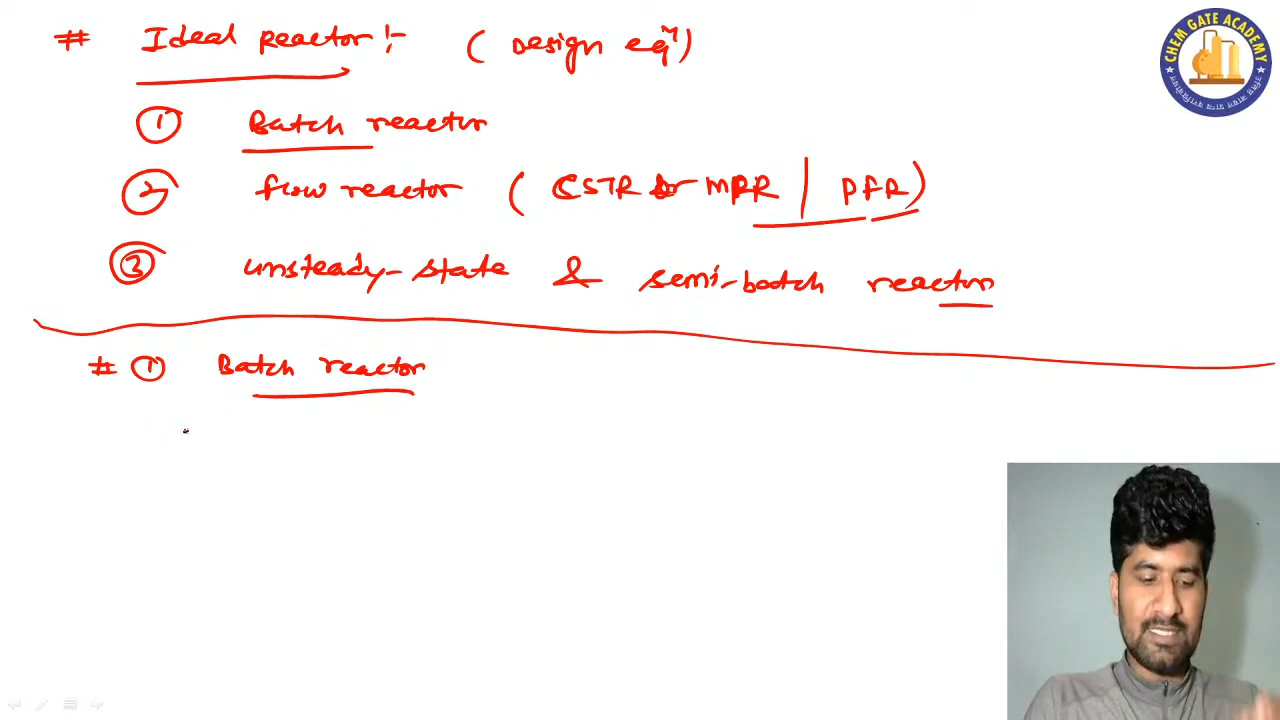 # Ideal reactor :- ( Design eqⁿ)
① Batch reactor
② flow reactor ( CSTR or MFR | PFR )
③ unsteady-state & semi-batch reactor
# ① Batch reactor
CHEM GATE ACADEMY